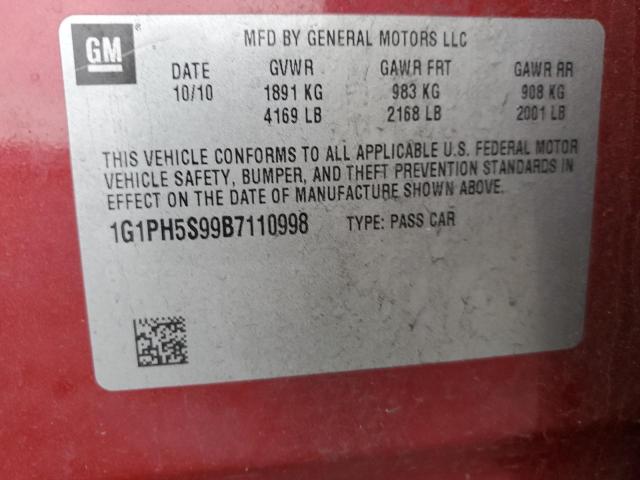 GM
MFD BY GENERAL MOTORS LLC
DATE GVWR GAWR FRT GAWR RR
10/10 1891 KG 983 KG 908 KG
4169 LB 2168 LB 2001 LB
THIS VEHICLE CONFORMS TO ALL APPLICABLE U.S. FEDERAL MOTOR
VEHICLE SAFETY, BUMPER, AND THEFT PREVENTION STANDARDS IN
EFFECT ON THE DATE OF MANUFACTURE SHOWN ABOVE.
1G1PH5S99B7110998 TYPE: PASS CAR